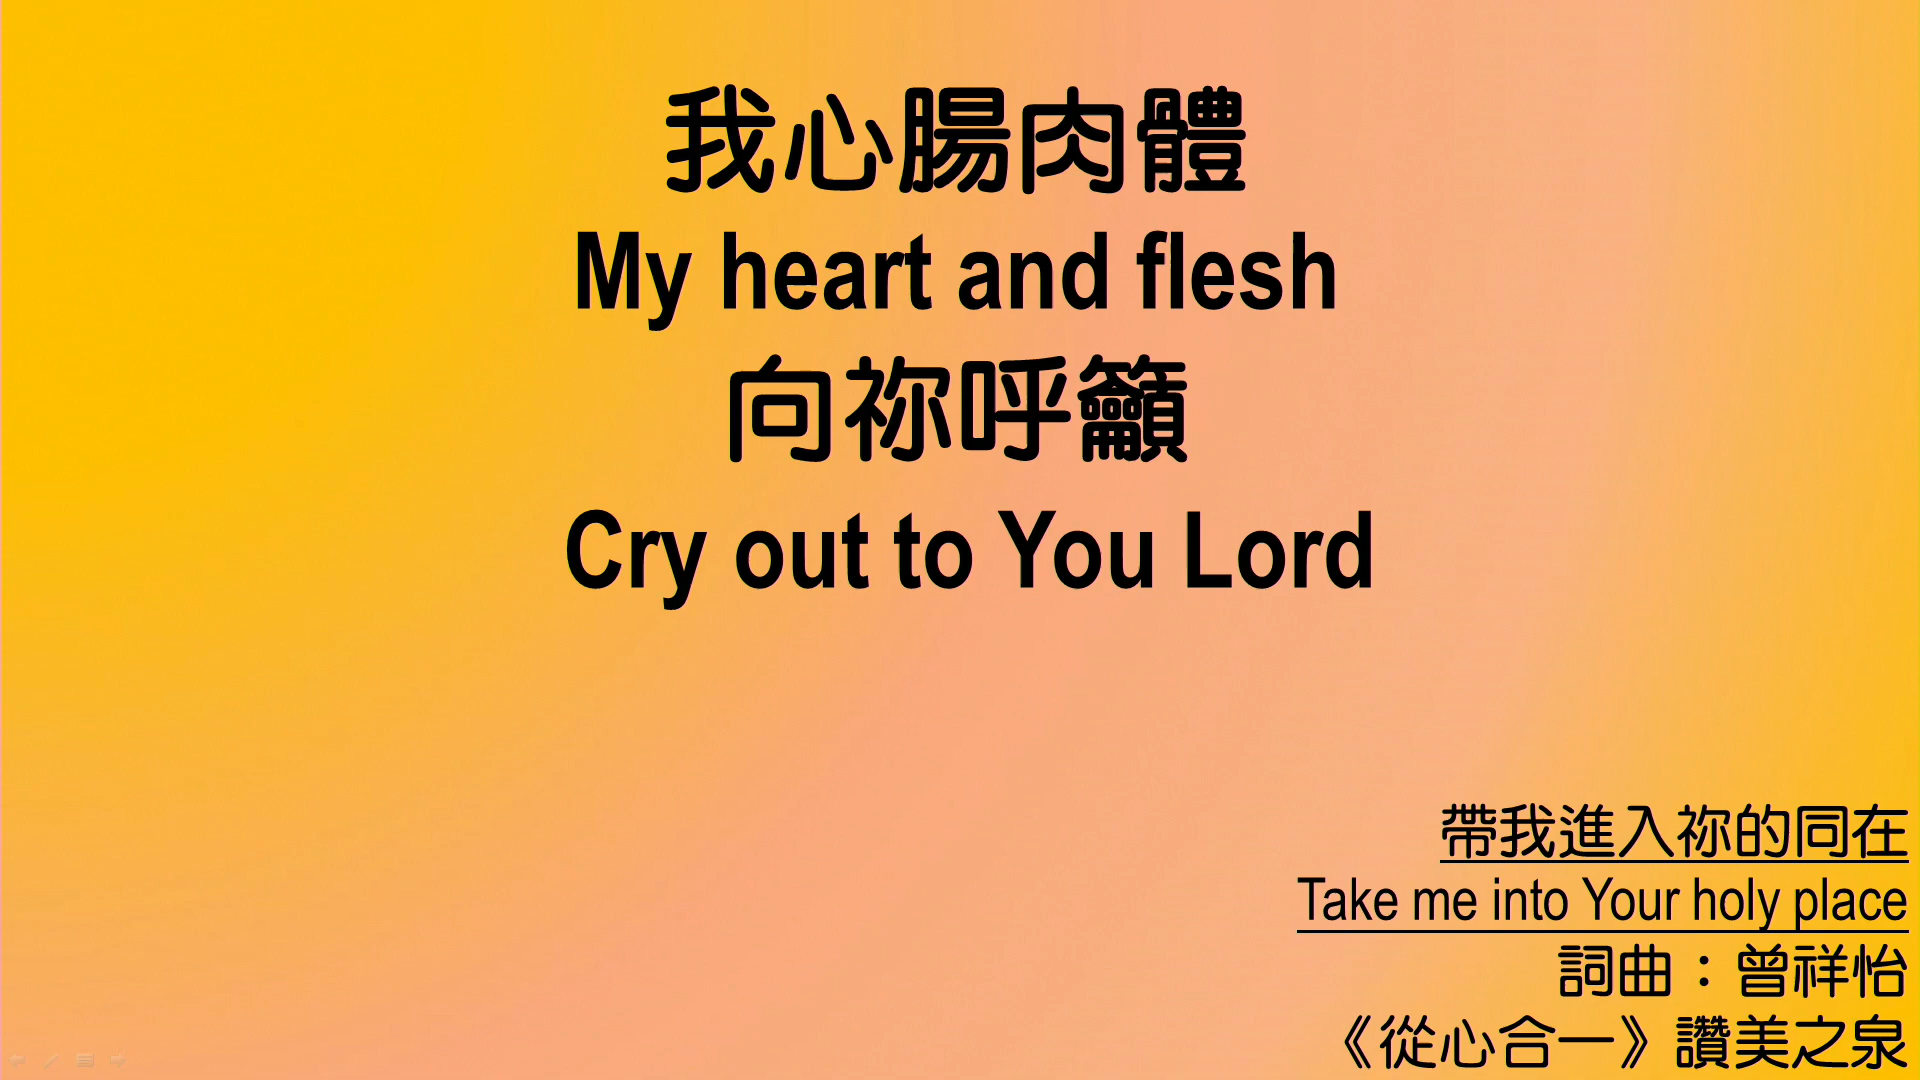 我心腸肉體
My heart and flesh
向祢呼籲
Cry out to You Lord
帶我進入祢的同在
Take me into Your holy place
詞曲：曾祥怡
《從心合一》讚美之泉